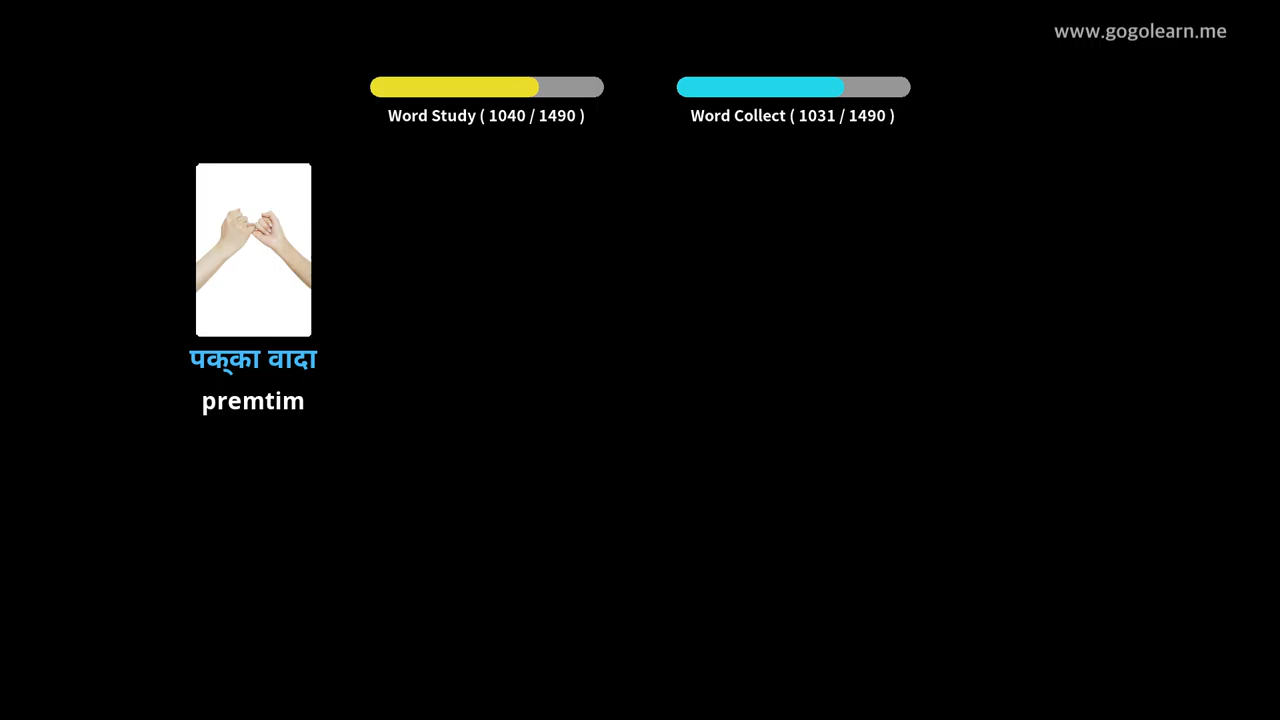 www.gogolearn.me
Word Study ( 1040 / 1490 )
Word Collect ( 1031 / 1490 )
पक्‌का वादा
premtim